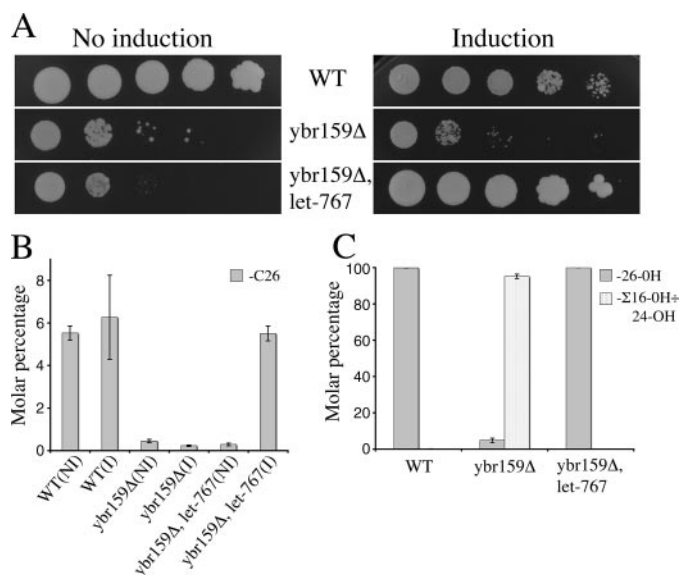 A
No induction
Induction
WT
ybr159Δ
ybr159Δ,
let-767
B
Molar percentage
8
6
4
2
0
-C26
WT(NI)
WT(I)
ybr159Δ(NI)
ybr159Δ(I)
ybr159Δ, let-767(NI)
ybr159Δ, let-767(I)
C
Molar percentage
100
80
60
40
20
0
-26-0H
-Σ16-0H÷
24-OH
WT
ybr159Δ
ybr159Δ,
let-767